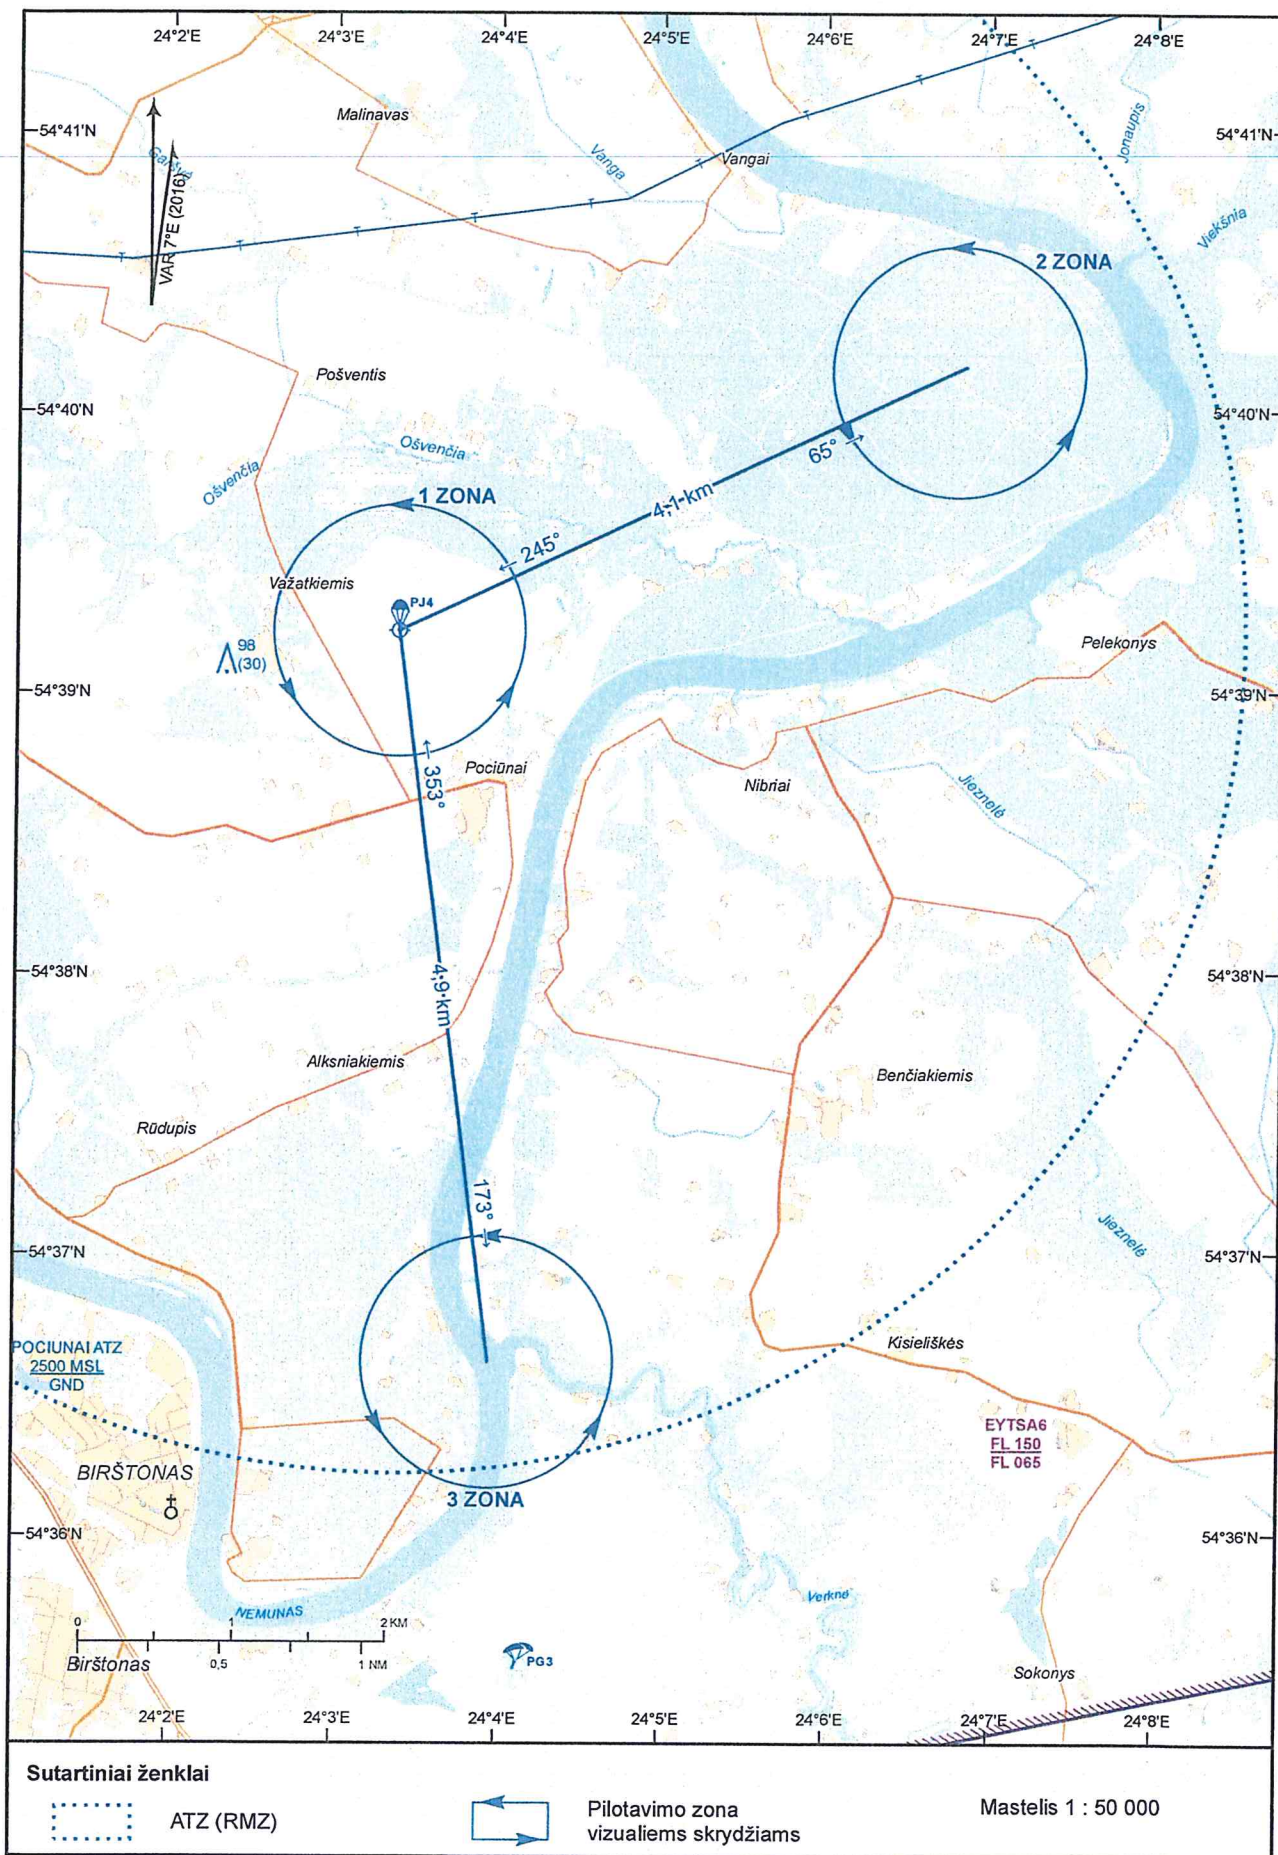 24°2'E
24°3'E
24°4'E
24°5'E
24°6'E
24°7'E
24°8'E
Malinavas
54°41'N
54°41'N
Jonaupis
Vanga
Vangai
VAR 7°E (2016)
Viekšnia
2 ZONA
Pošventis
54°40'N
54°40'N
Ošvenčia
Ošvenčia
65°
4,1 km
1 ZONA
245°
Važatkiemis
PJ4
98
(30)
Pelekonys
54°39'N
54°39'N
353°
Pociūnai
Nibriai
Jieznelė
54°38'N
54°38'N
4,9 km
Alksniakiemis
Benčiakiemis
Rūdupis
173°
Jieznelė
54°37'N
54°37'N
POCIUNAI ATZ
2500 MSL
GND
Kisieliškės
EYTSA6
FL 150
FL 065
BIRŠTONAS
3 ZONA
54°36'N
54°36'N
Verknė
NEMUNAS
0 1 2 KM
0,5 1 NM
Birštonas
PG3
Sokonys
24°2'E
24°3'E
24°4'E
24°5'E
24°6'E
24°7'E
24°8'E
Sutartiniai ženklai
ATZ (RMZ)
Pilotavimo zona
vizualiems skrydžiams
Mastelis 1 : 50 000